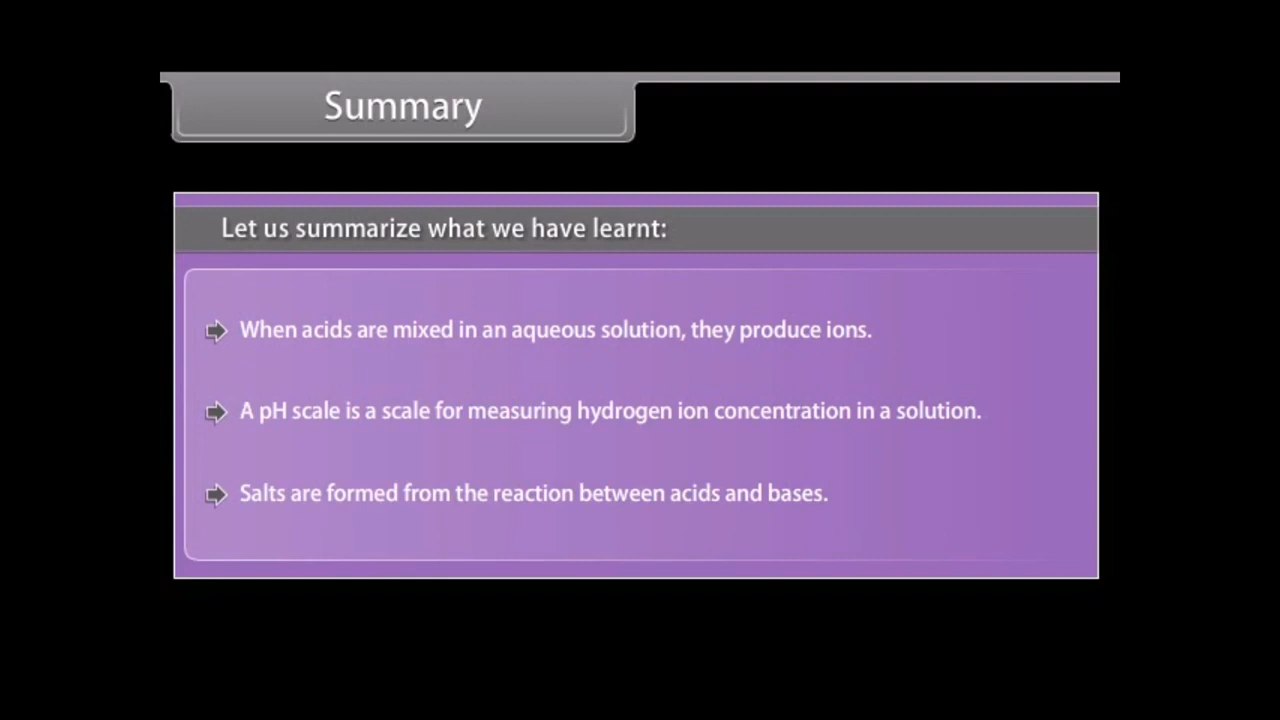 Summary
Let us summarize what we have learnt:
When acids are mixed in an aqueous solution, they produce ions.
A pH scale is a scale for measuring hydrogen ion concentration in a solution.
Salts are formed from the reaction between acids and bases.